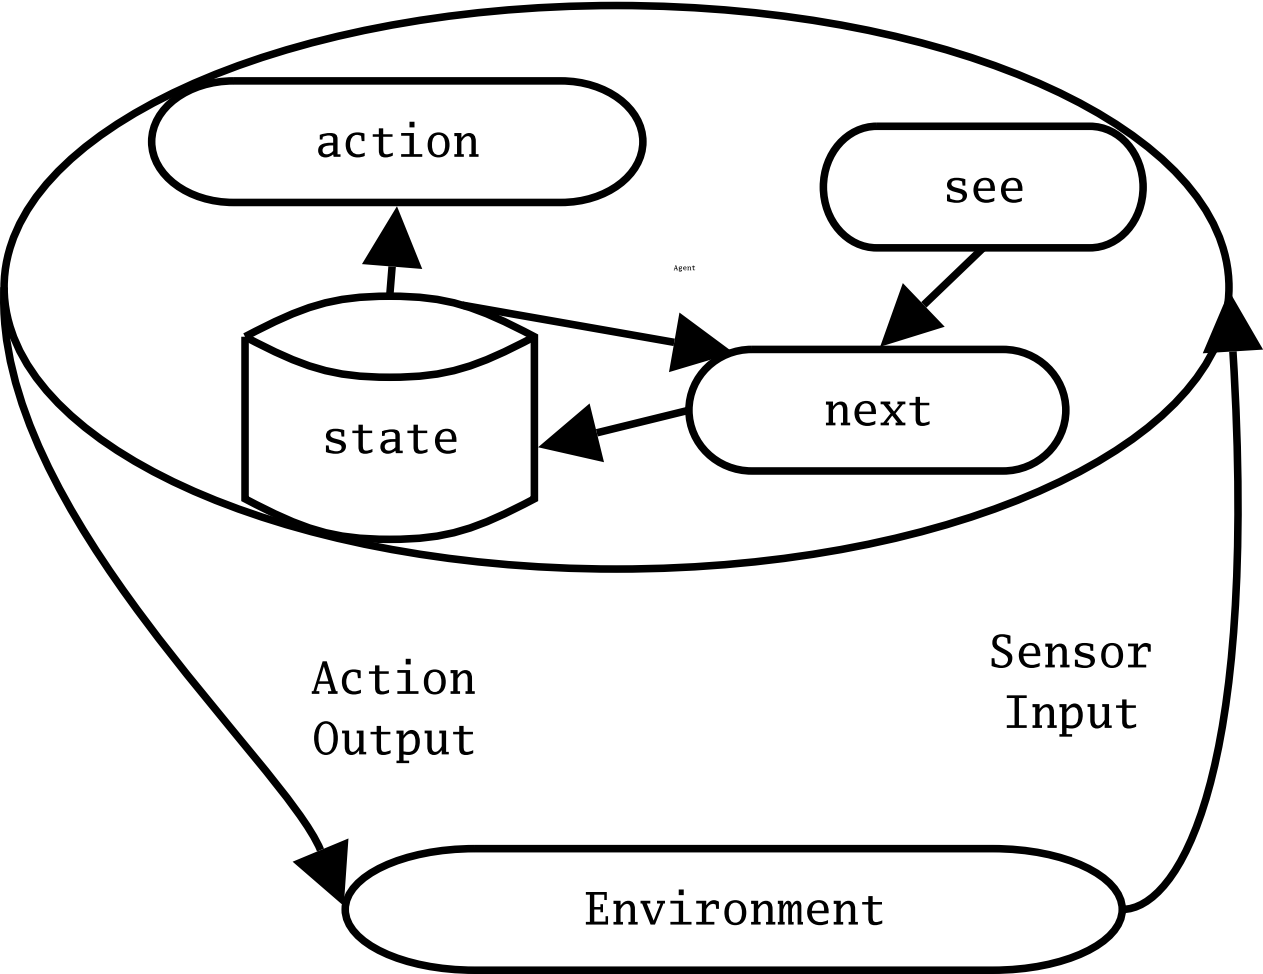 action
see
Agent
next
state
Sensor
Input
Action
Output
Environment